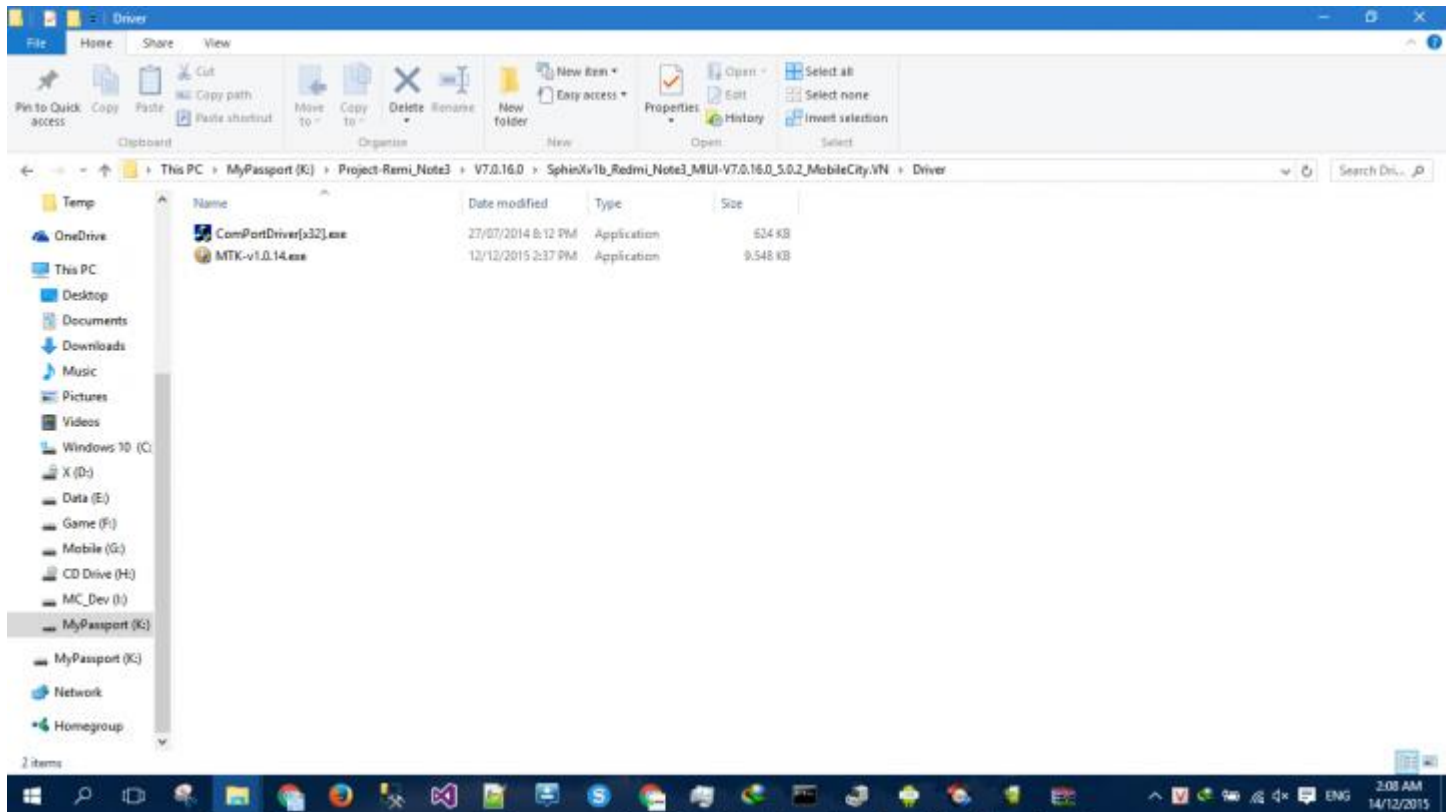 Driver
File Home Share View
Pin to Quick access
Copy
Paste
Cut
Copy path
Paste shortcut
Clipboard
Move to
Copy to
Delete
Rename
Organize
New folder
New item
Easy access
New
Properties
Open
Edit
History
Open
Select all
Select none
Invert selection
Select
This PC › MyPassport (K:) › Project-Remi_Note3 › V7.0.16.0 › SphinXv1b_Redmi_Note3_MIUI-V7.0.16.0_5.0.2_MobileCity.VN › Driver
Search Dri...
Name Date modified Type Size
ComPortDriver[x32].exe 27/07/2014 8:12 PM Application 624 KB
MTK-v1.0.14.exe 12/12/2015 2:37 PM Application 9.548 KB
Temp
OneDrive
This PC
Desktop
Documents
Downloads
Music
Pictures
Videos
Windows 10 (C:
X (D:)
Data (E:)
Game (F:)
Mobile (G:)
CD Drive (H:)
MC_Dev (I:)
MyPassport (K:)
MyPassport (K:)
Network
Homegroup
2 items
ENG
2:08 AM
14/12/2015